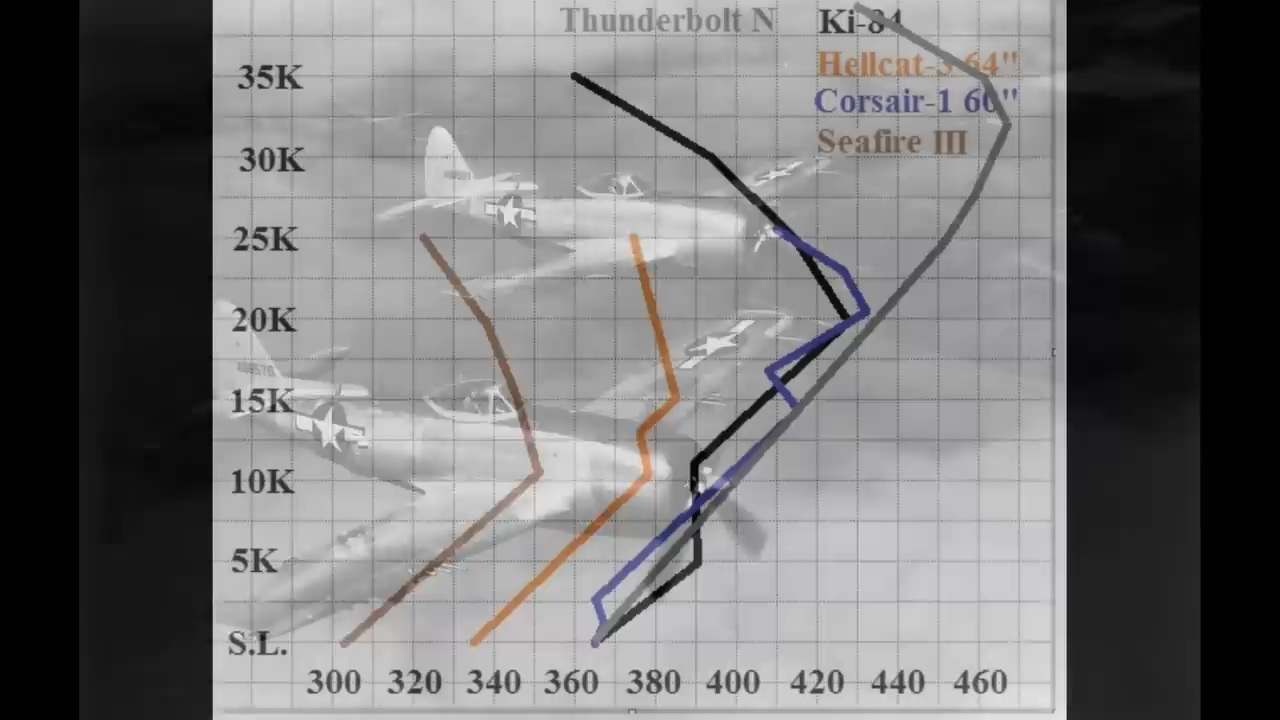 Thunderbolt N Ki-84
Hellcat-5 64"
35K
Corsair-1 60"
Seafire III
30K
25K
20K
15K
10K
5K
S.L.
300 320 340 360 380 400 420 440 460